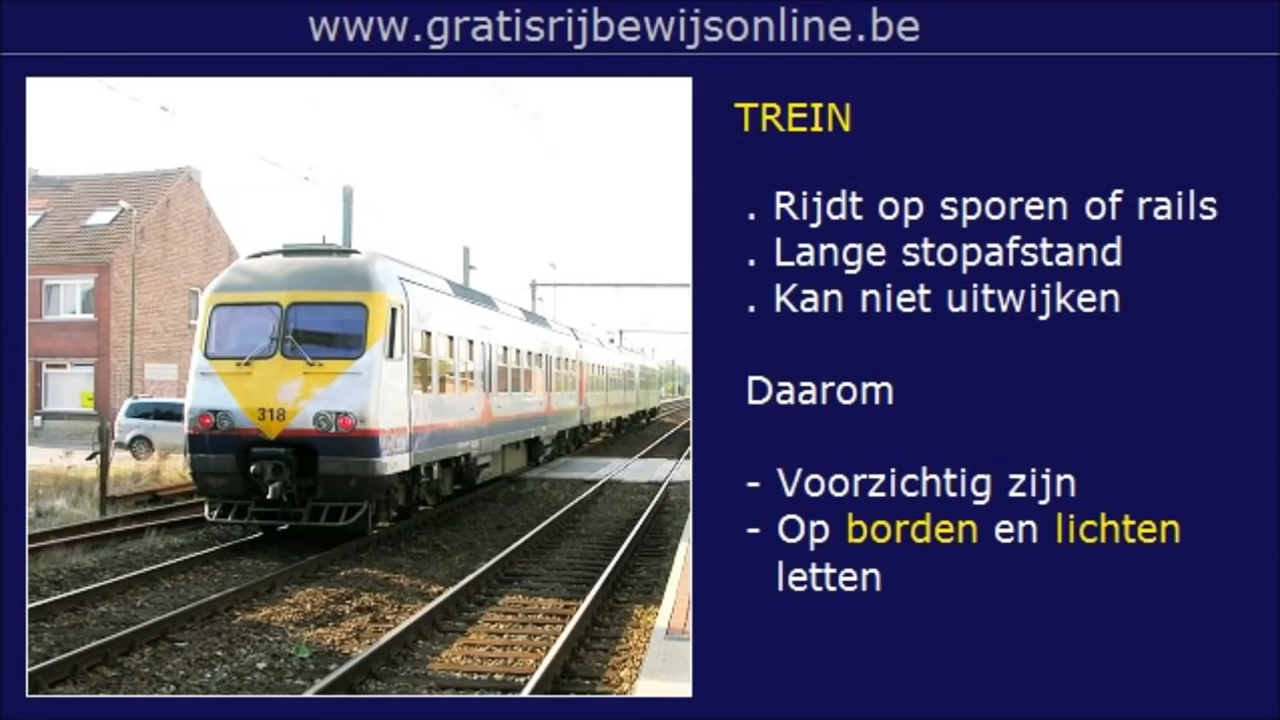 www.gratisrijbewijsonline.be
TREIN
. Rijdt op sporen of rails
. Lange stopafstand
. Kan niet uitwijken
Daarom
- Voorzichtig zijn
- Op borden en lichten
letten
318